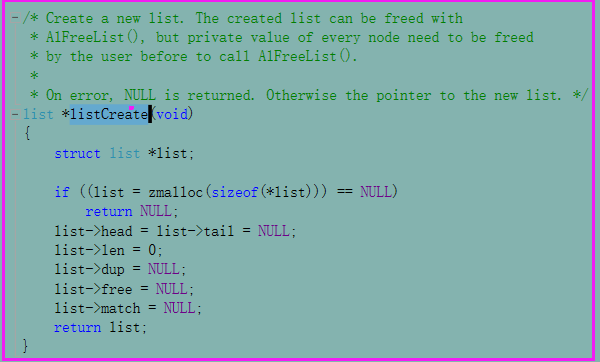 /* Create a new list. The created list can be freed with
 * AlFreeList(), but private value of every node need to be freed
 * by the user before to call AlFreeList().
 *
 * On error, NULL is returned. Otherwise the pointer to the new list. */
list *listCreate(void)
{
    struct list *list;

    if ((list = zmalloc(sizeof(*list))) == NULL)
        return NULL;
    list->head = list->tail = NULL;
    list->len = 0;
    list->dup = NULL;
    list->free = NULL;
    list->match = NULL;
    return list;
}